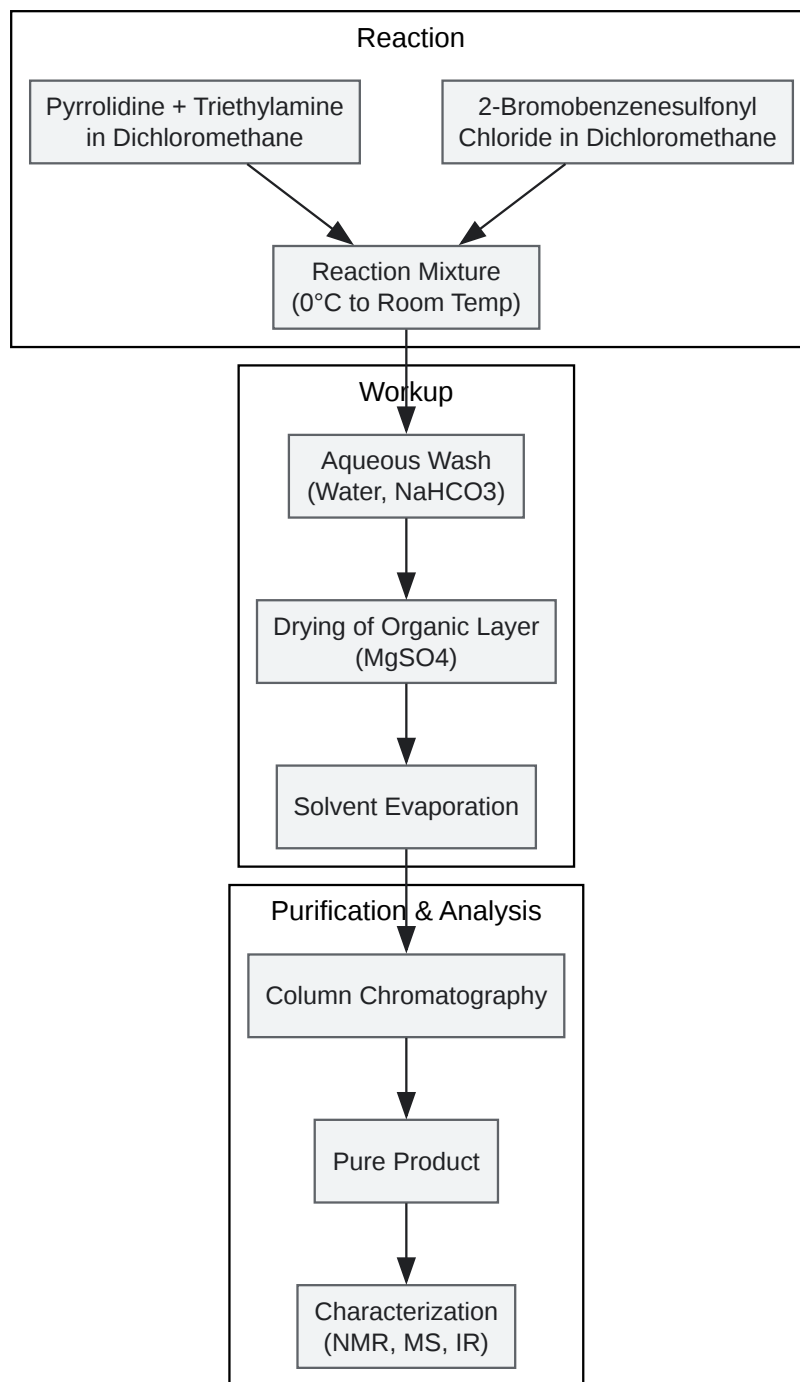 Reaction
Pyrrolidine + Triethylamine
in Dichloromethane
2-Bromobenzenesulfonyl
Chloride in Dichloromethane
Reaction Mixture
(0°C to Room Temp)
Workup
Aqueous Wash
(Water, NaHCO3)
Drying of Organic Layer
(MgSO4)
Solvent Evaporation
Purification & Analysis
Column Chromatography
Pure Product
Characterization
(NMR, MS, IR)